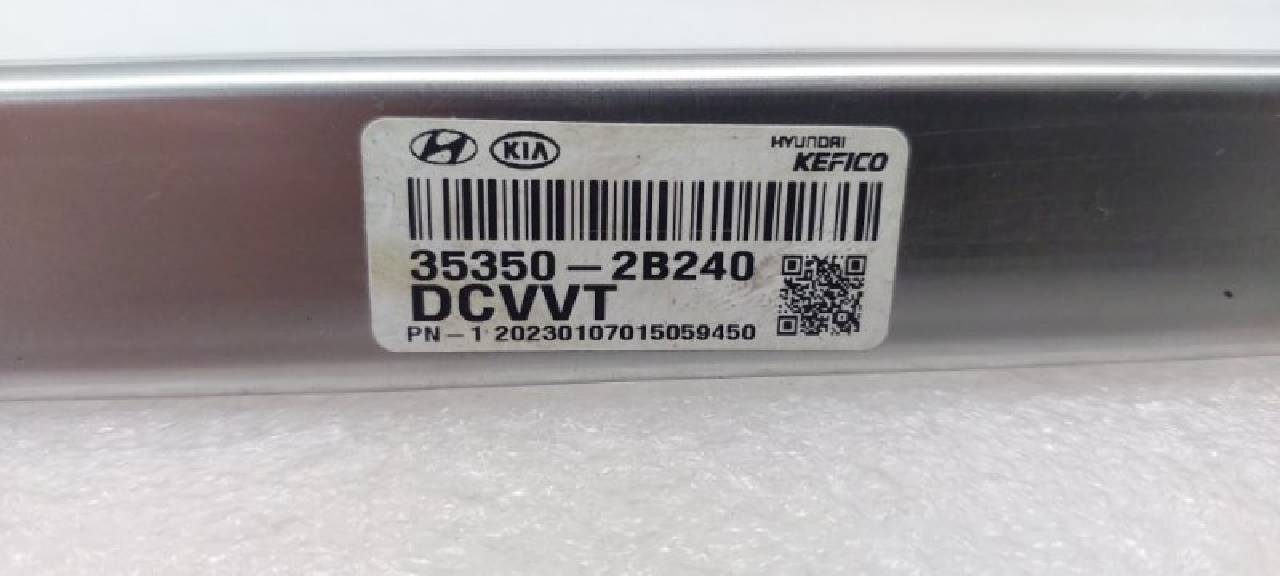 KIA
HYUNDAI
KEFICO
35350-2B240
DCVVT
PN-1 20230107015059450